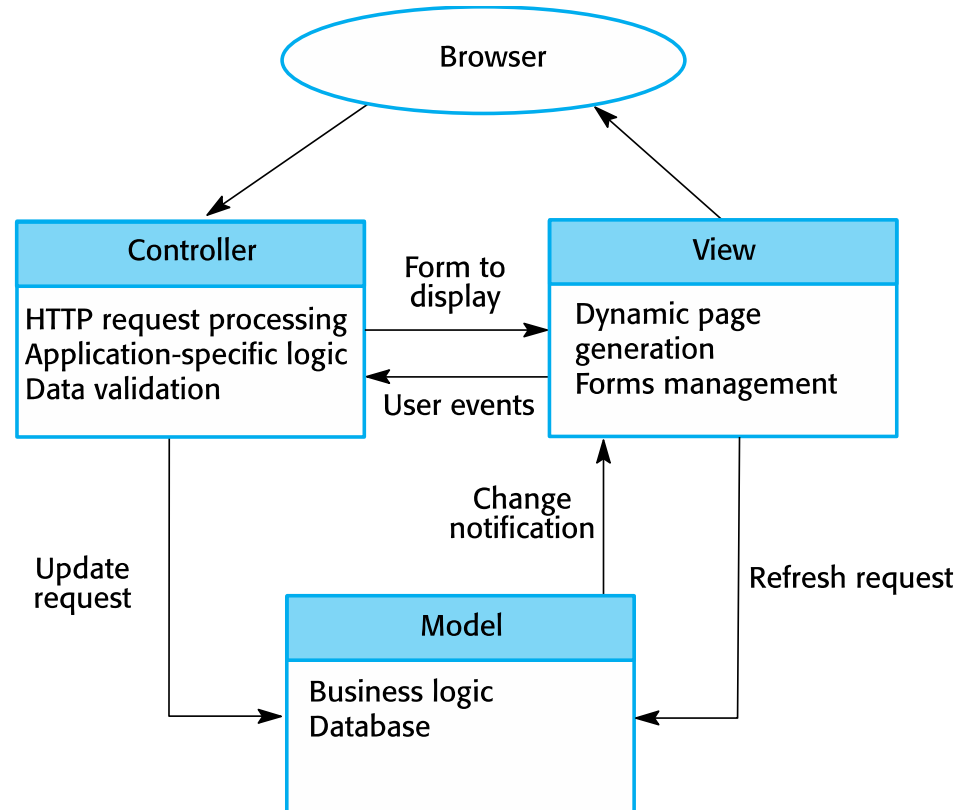 Browser
Controller
HTTP request processing
Application-specific logic
Data validation
Form to
display
User events
View
Dynamic page
generation
Forms management
Update
request
Change
notification
Refresh request
Model
Business logic
Database